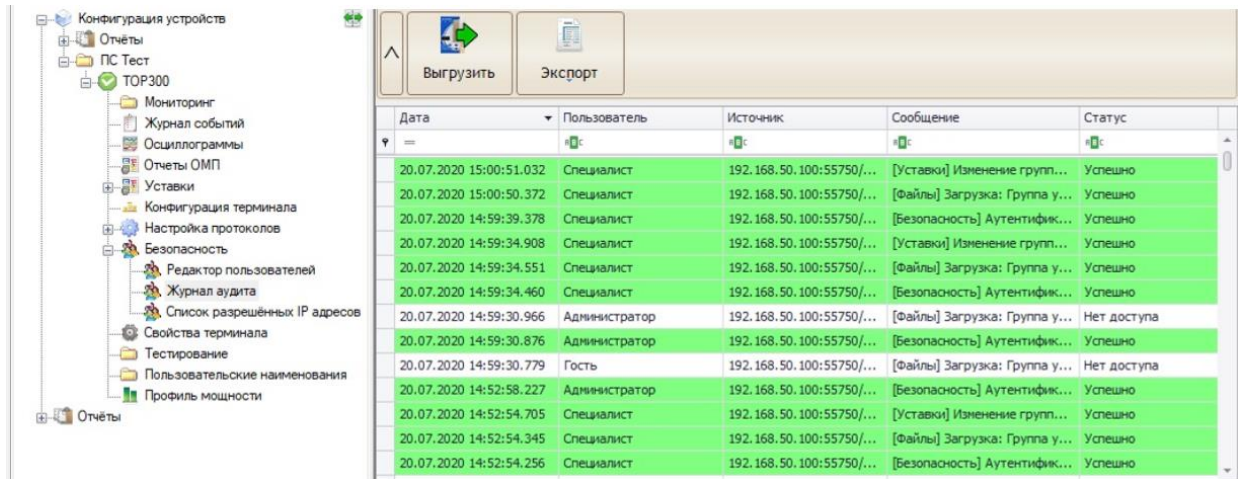 Конфигурация устройств
Отчёты
ПС Тест
TOP300
Мониторинг
Журнал событий
Осциллограммы
Отчеты ОМП
Уставки
Конфигурация терминала
Настройка протоколов
Безопасность
Редактор пользователей
Журнал аудита
Список разрешённых IP адресов
Свойства терминала
Тестирование
Пользовательские наименования
Профиль мощности
Отчёты
Выгрузить Экспорт
Дата Пользователь Источник Сообщение Статус
20.07.2020 15:00:51.032 Специалист 192.168.50.100:55750/... [Уставки] Изменение групп... Успешно
20.07.2020 15:00:50.372 Специалист 192.168.50.100:55750/... [Файлы] Загрузка: Группа у... Успешно
20.07.2020 14:59:39.378 Специалист 192.168.50.100:55750/... [Безопасность] Аутентифик... Успешно
20.07.2020 14:59:34.908 Специалист 192.168.50.100:55750/... [Уставки] Изменение групп... Успешно
20.07.2020 14:59:34.551 Специалист 192.168.50.100:55750/... [Файлы] Загрузка: Группа у... Успешно
20.07.2020 14:59:34.460 Специалист 192.168.50.100:55750/... [Безопасность] Аутентифик... Успешно
20.07.2020 14:59:30.966 Администратор 192.168.50.100:55750/... [Файлы] Загрузка: Группа у... Нет доступа
20.07.2020 14:59:30.876 Администратор 192.168.50.100:55750/... [Безопасность] Аутентифик... Успешно
20.07.2020 14:59:30.779 Гость 192.168.50.100:55750/... [Файлы] Загрузка: Группа у... Нет доступа
20.07.2020 14:52:58.227 Администратор 192.168.50.100:55750/... [Безопасность] Аутентифик... Успешно
20.07.2020 14:52:54.705 Специалист 192.168.50.100:55750/... [Уставки] Изменение групп... Успешно
20.07.2020 14:52:54.345 Специалист 192.168.50.100:55750/... [Файлы] Загрузка: Группа у... Успешно
20.07.2020 14:52:54.256 Специалист 192.168.50.100:55750/... [Безопасность] Аутентифик... Успешно